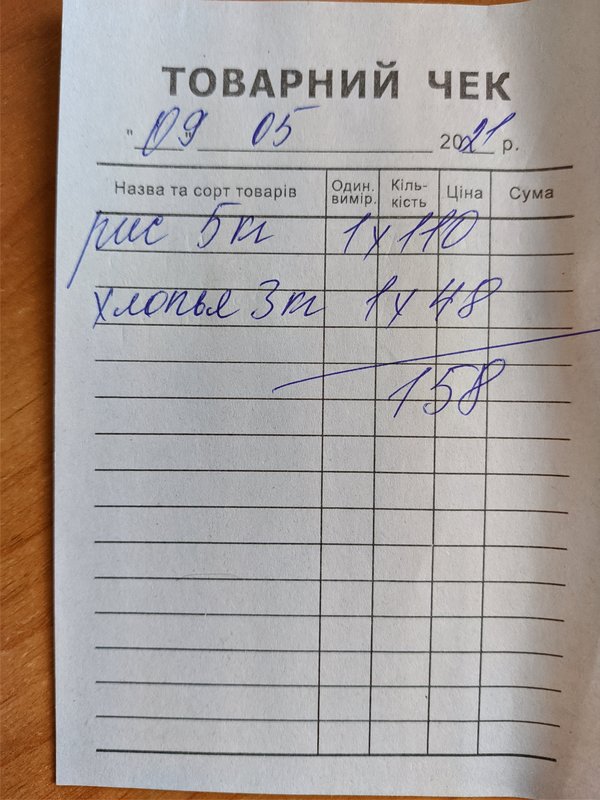 ТОВАРНИЙ ЧЕК
"09" 05 2021 р.
Назва та сорт товарів Один. вимір. Кіль-кість Ціна Сума
рис 5кг 1х110
хлопья 3кг 1х48
158